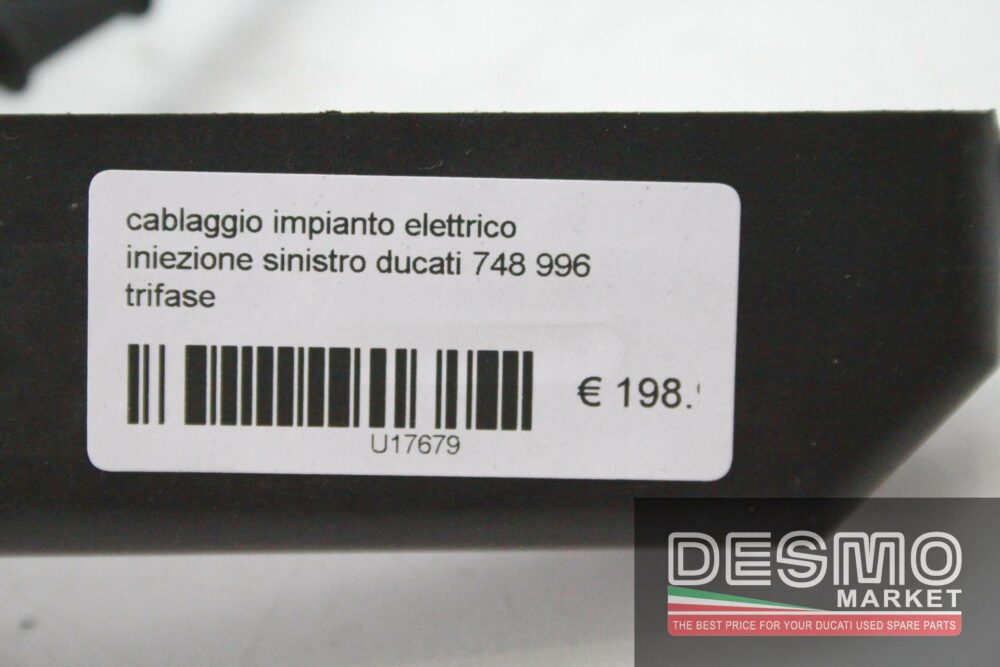 cablaggio impianto elettrico
iniezione sinistro ducati 748 996
trifase
€ 198.
U17679
DESMO
MARKET
THE BEST PRICE FOR YOUR DUCATI USED SPARE PARTS